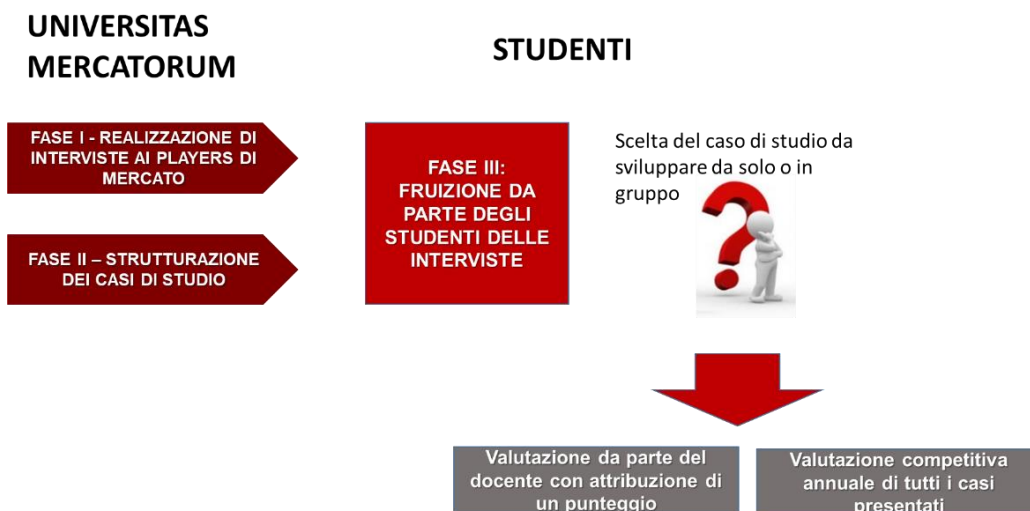 UNIVERSITAS
MERCATORUM
STUDENTI
FASE I - REALIZZAZIONE DI
INTERVISTE AI PLAYERS DI
MERCATO
FASE II – STRUTTURAZIONE
DEI CASI DI STUDIO
FASE III:
FRUIZIONE DA
PARTE DEGLI
STUDENTI DELLE
INTERVISTE
Scelta del caso di studio da
sviluppare da solo o in
gruppo
Valutazione da parte del
docente con attribuzione di
un punteggio
Valutazione competitiva
annuale di tutti i casi
presentati